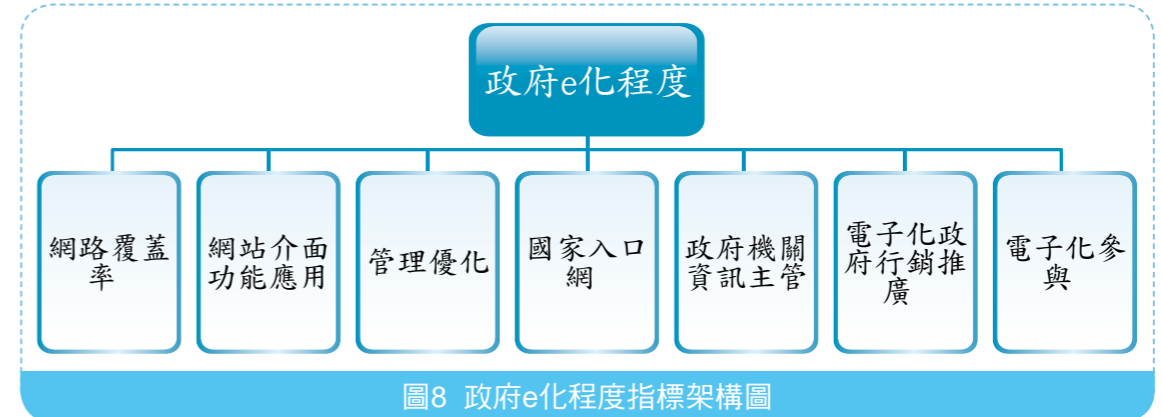 政府e化程度
網路覆蓋
率
網站介面
功能應用
管理優化
國家入口
網
政府機關
資訊主管
電子化政
府行銷推
廣
電子化參
與
圖8 政府e化程度指標架構圖